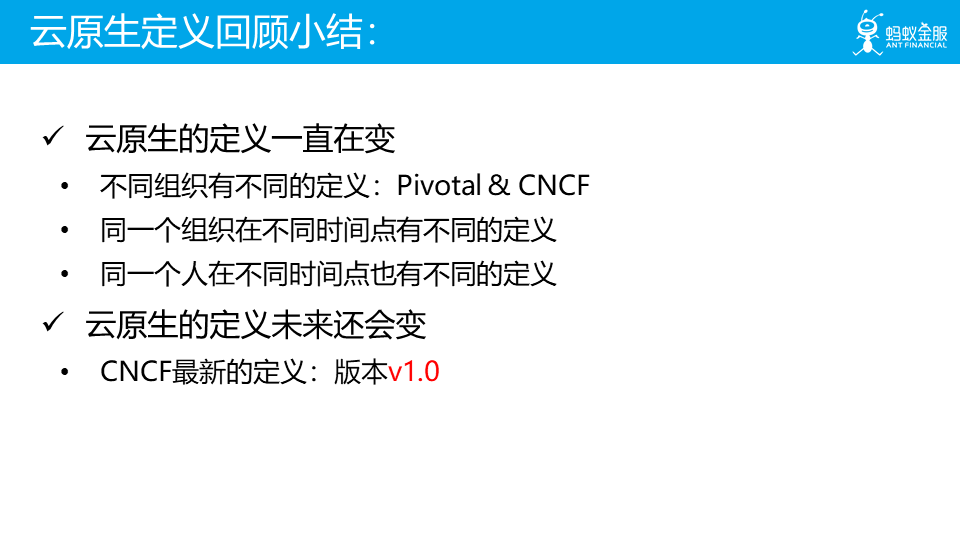 云原生定义回顾小结：
蚂蚁金服
ANT FINANCIAL
✓ 云原生的定义一直在变
• 不同组织有不同的定义：Pivotal & CNCF
• 同一个组织在不同时间点有不同的定义
• 同一个人在不同时间点也有不同的定义
✓ 云原生的定义未来还会变
• CNCF最新的定义：版本v1.0